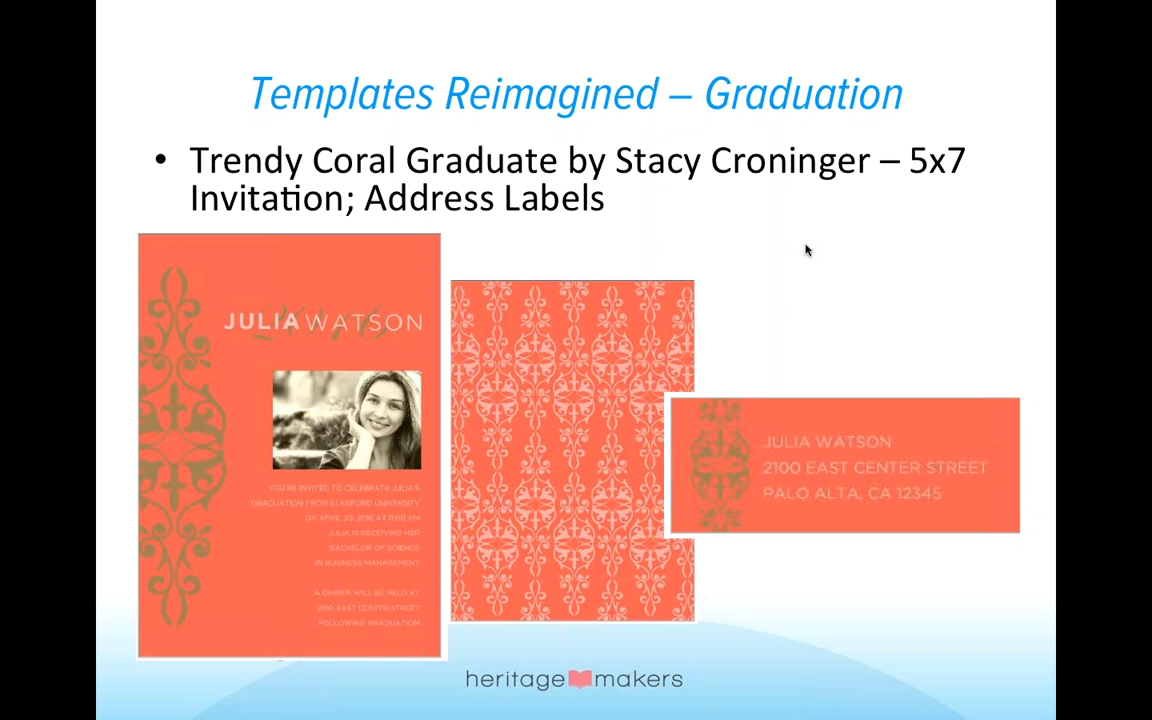 Templates Reimagined – Graduation
• Trendy Coral Graduate by Stacy Croninger – 5x7
Invitation; Address Labels
JULIA WATSON
YOU'RE INVITED TO CELEBRATE JULIA'S
GRADUATION FROM STANFORD UNIVERSITY
ON APRIL 30, 2016 AT 11:00 AM
JULIA IS RECEIVING HER
BACHELOR OF SCIENCE
IN BUSINESS MANAGEMENT
A DINNER WILL BE HELD AT
2100 EAST CENTER STREET
FOLLOWING GRADUATION
JULIA WATSON
2100 EAST CENTER STREET
PALO ALTA, CA 12345
heritage makers